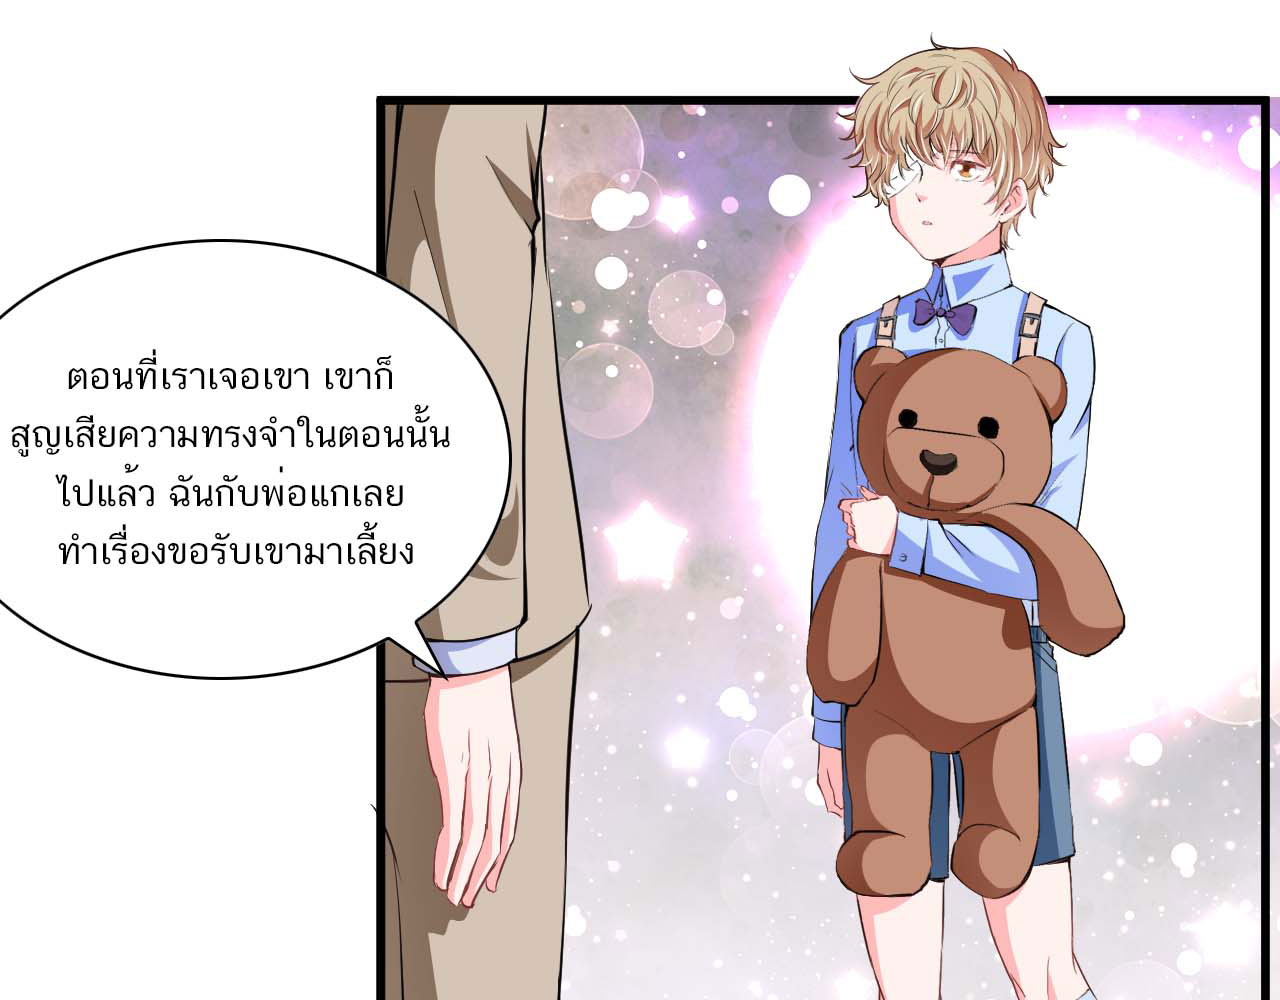 ตอนที่เราเจอเขา เขาก็
สูญเสียความทรงจำในตอนนั้น
ไปแล้ว ฉันกับพ่อแกเลย
ทำเรื่องขอรับเขามาเลี้ยง